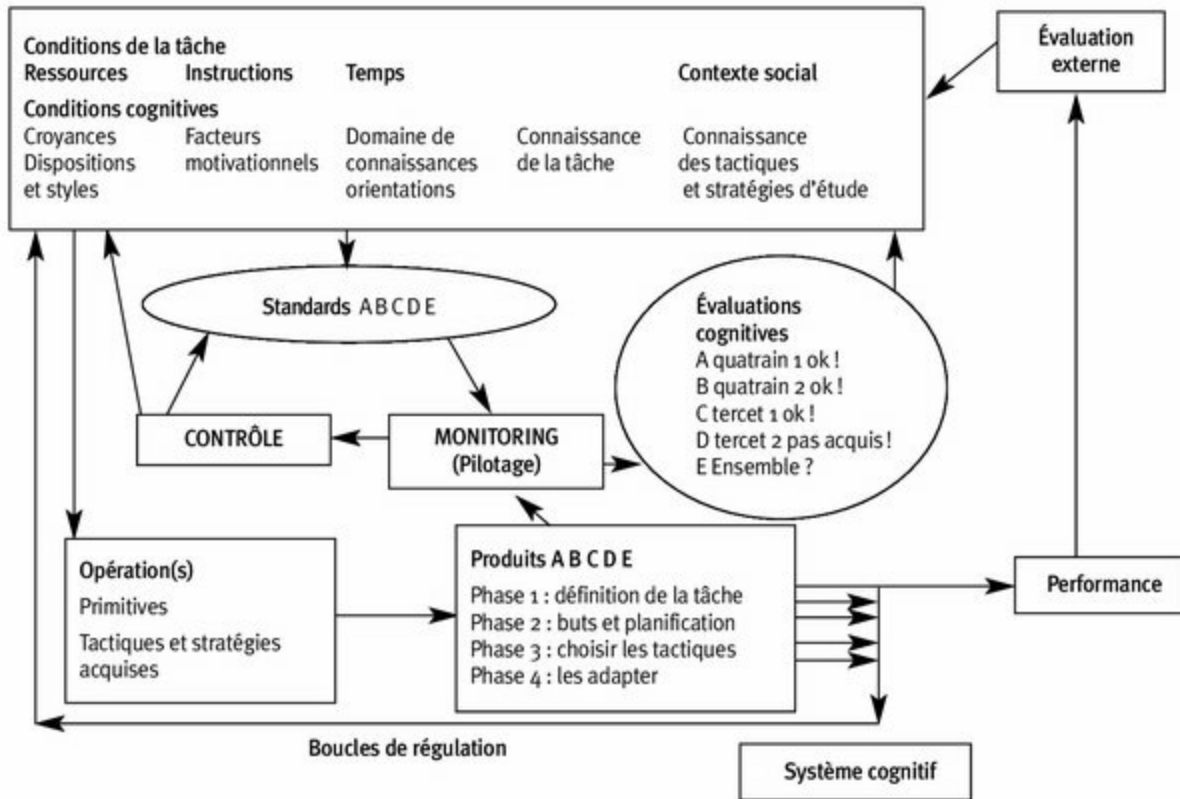 Conditions de la tâche
Ressources Instructions Temps Contexte social
Conditions cognitives
Croyances Facteurs Domaine de Connaissance Connaissance
Dispositions motivationnels connaissances de la tâche des tactiques
et styles orientations et stratégies d'étude
Évaluation
externe
Standards A B C D E
Évaluations
cognitives
A quatrain 1 ok !
B quatrain 2 ok !
C tercet 1 ok !
D tercet 2 pas acquis !
E Ensemble ?
CONTRÔLE
MONITORING
(Pilotage)
Opération(s)
Primitives
Tactiques et stratégies
acquises
Produits A B C D E
Phase 1 : définition de la tâche
Phase 2 : buts et planification
Phase 3 : choisir les tactiques
Phase 4 : les adapter
Performance
Boucles de régulation
Système cognitif